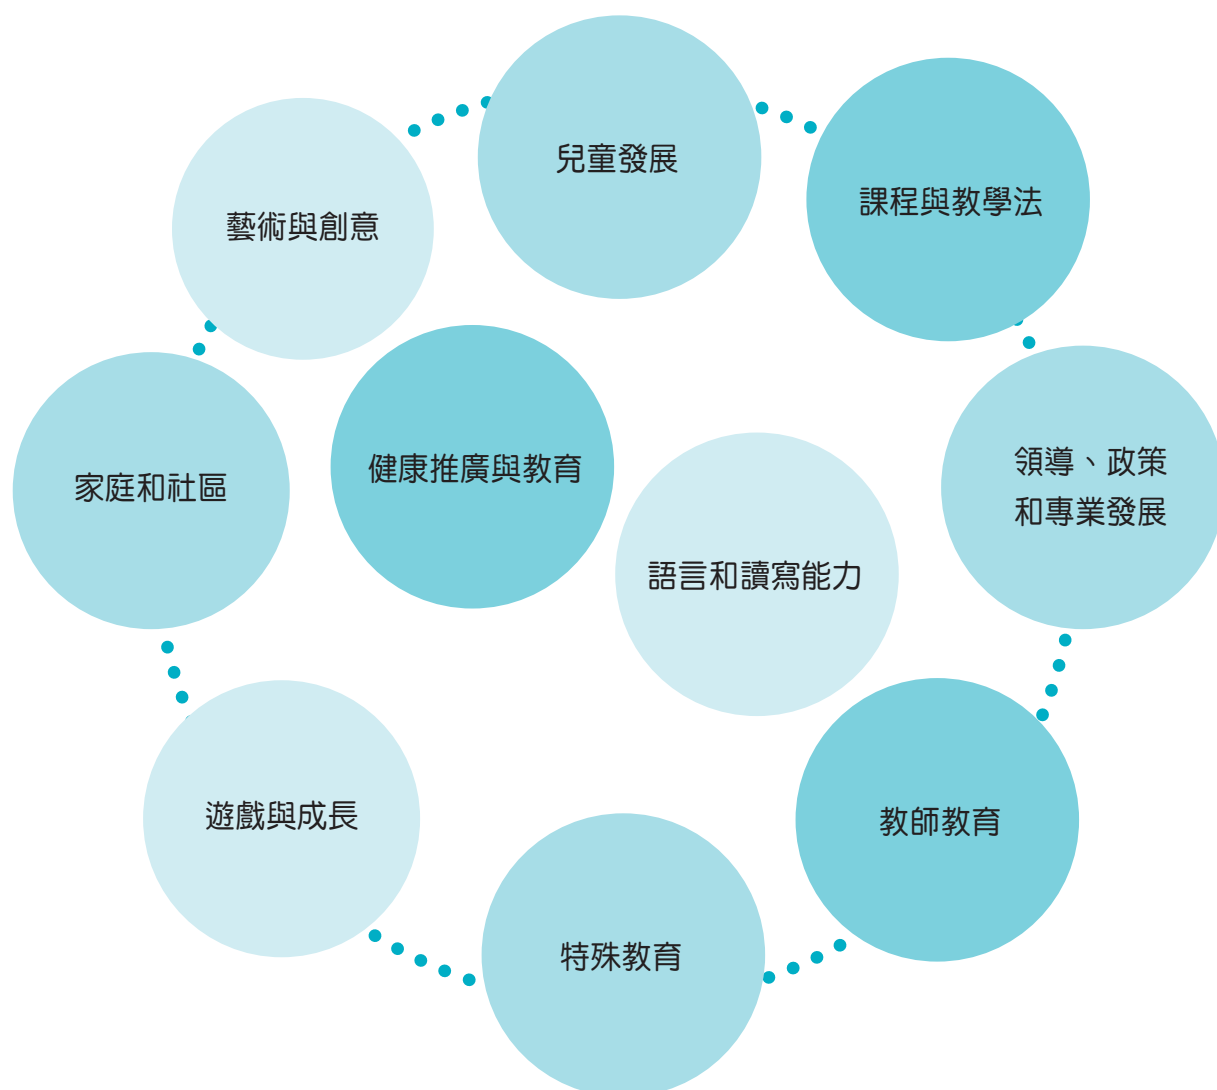 兒童發展
課程與教學法
藝術與創意
健康推廣與教育
領導、政策
和專業發展
家庭和社區
語言和讀寫能力
遊戲與成長
教師教育
特殊教育